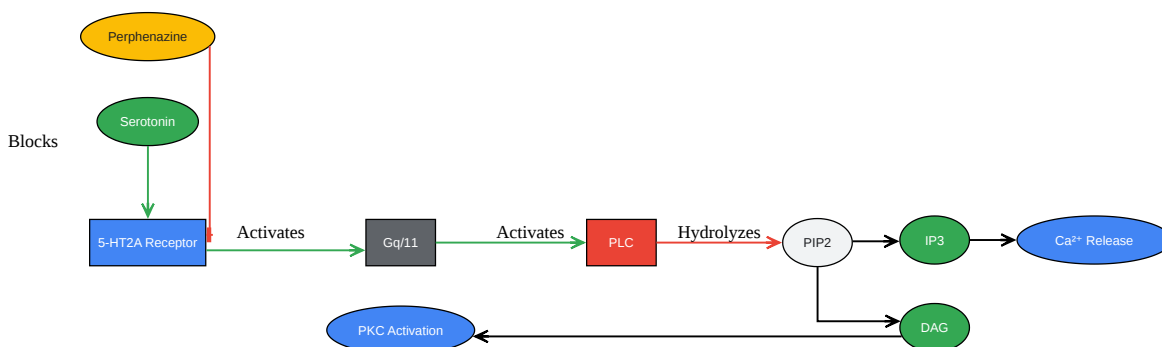 Perphenazine
Serotonin
Blocks
5-HT2A Receptor
Activates
Gq/11
Activates
PLC
Hydrolyzes
PIP2
IP3
Ca²⁺ Release
PKC Activation
DAG